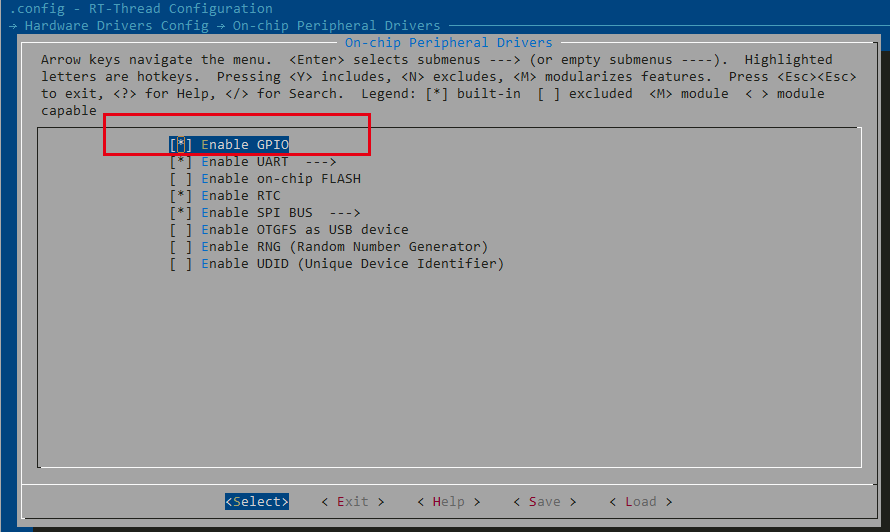 .config - RT-Thread Configuration
→ Hardware Drivers Config → On-chip Peripheral Drivers
On-chip Peripheral Drivers
Arrow keys navigate the menu.  <Enter> selects submenus ---> (or empty submenus ----).  Highlighted
letters are hotkeys.  Pressing <Y> includes, <N> excludes, <M> modularizes features.  Press <Esc><Esc>
to exit, <?> for Help, </> for Search.  Legend: [*] built-in  [ ] excluded  <M> module  < > module
capable
[*] Enable GPIO
[*] Enable UART  --->
[ ] Enable on-chip FLASH
[*] Enable RTC
[*] Enable SPI BUS  --->
[ ] Enable OTGFS as USB device
[ ] Enable RNG (Random Number Generator)
[ ] Enable UDID (Unique Device Identifier)
<Select>    < Exit >    < Help >    < Save >    < Load >